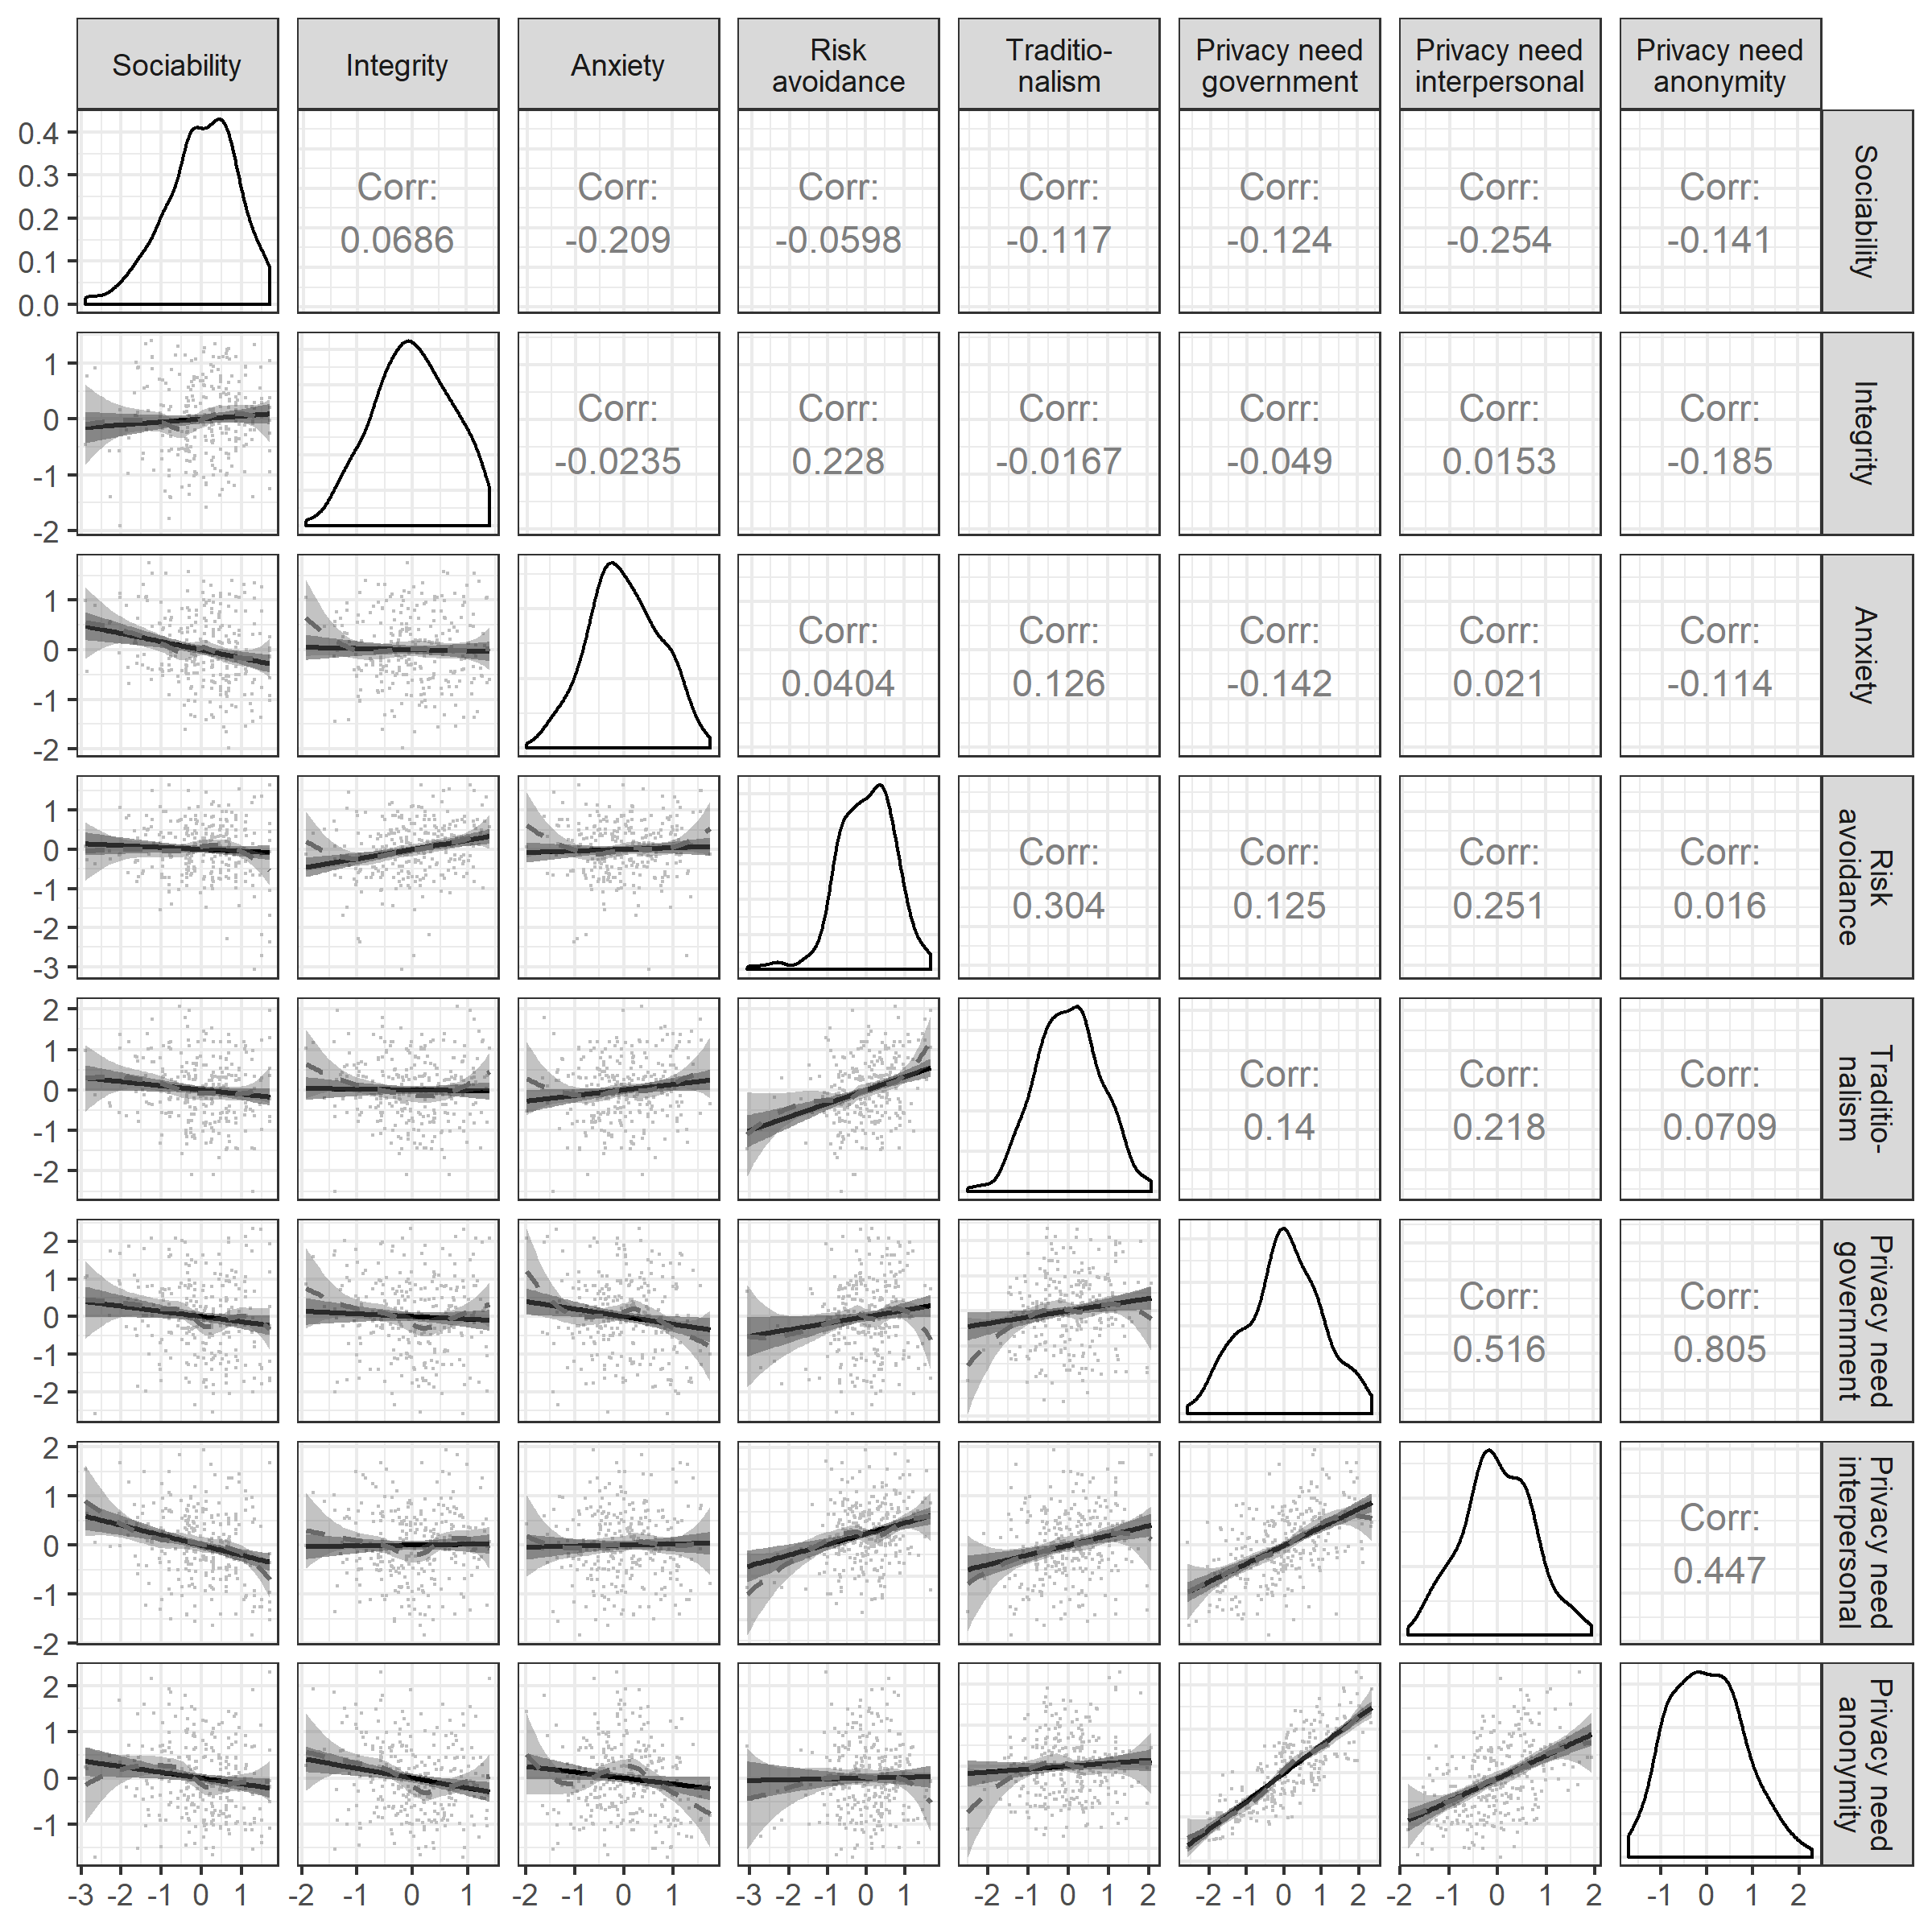 Sociability
Integrity
Anxiety
Risk
avoidance
Traditio-
nalism
Privacy need
government
Privacy need
interpersonal
Privacy need
anonymity
0.4
0.3
0.2
0.1
0.0
Corr:
0.0686
Corr:
-0.209
Corr:
-0.0598
Corr:
-0.117
Corr:
-0.124
Corr:
-0.254
Corr:
-0.141
Sociability
1
0
-1
-2
Corr:
-0.0235
Corr:
0.228
Corr:
-0.0167
Corr:
-0.049
Corr:
0.0153
Corr:
-0.185
Integrity
1
0
-1
-2
Corr:
0.0404
Corr:
0.126
Corr:
-0.142
Corr:
0.021
Corr:
-0.114
Anxiety
1
0
-1
-2
-3
Corr:
0.304
Corr:
0.125
Corr:
0.251
Corr:
0.016
Risk
avoidance
2
1
0
-1
-2
Corr:
0.14
Corr:
0.218
Corr:
0.0709
Traditio-
nalism
2
1
0
-1
-2
Corr:
0.516
Corr:
0.805
Privacy need
government
2
1
0
-1
-2
Corr:
0.447
Privacy need
interpersonal
2
1
0
-1
Privacy need
anonymity
-3 -2 -1 0 1
-2 -1 0 1
-2 -1 0 1
-3 -2 -1 0 1
-2 -1 0 1 2
-2 -1 0 1 2
-2 -1 0 1 2
-1 0 1 2